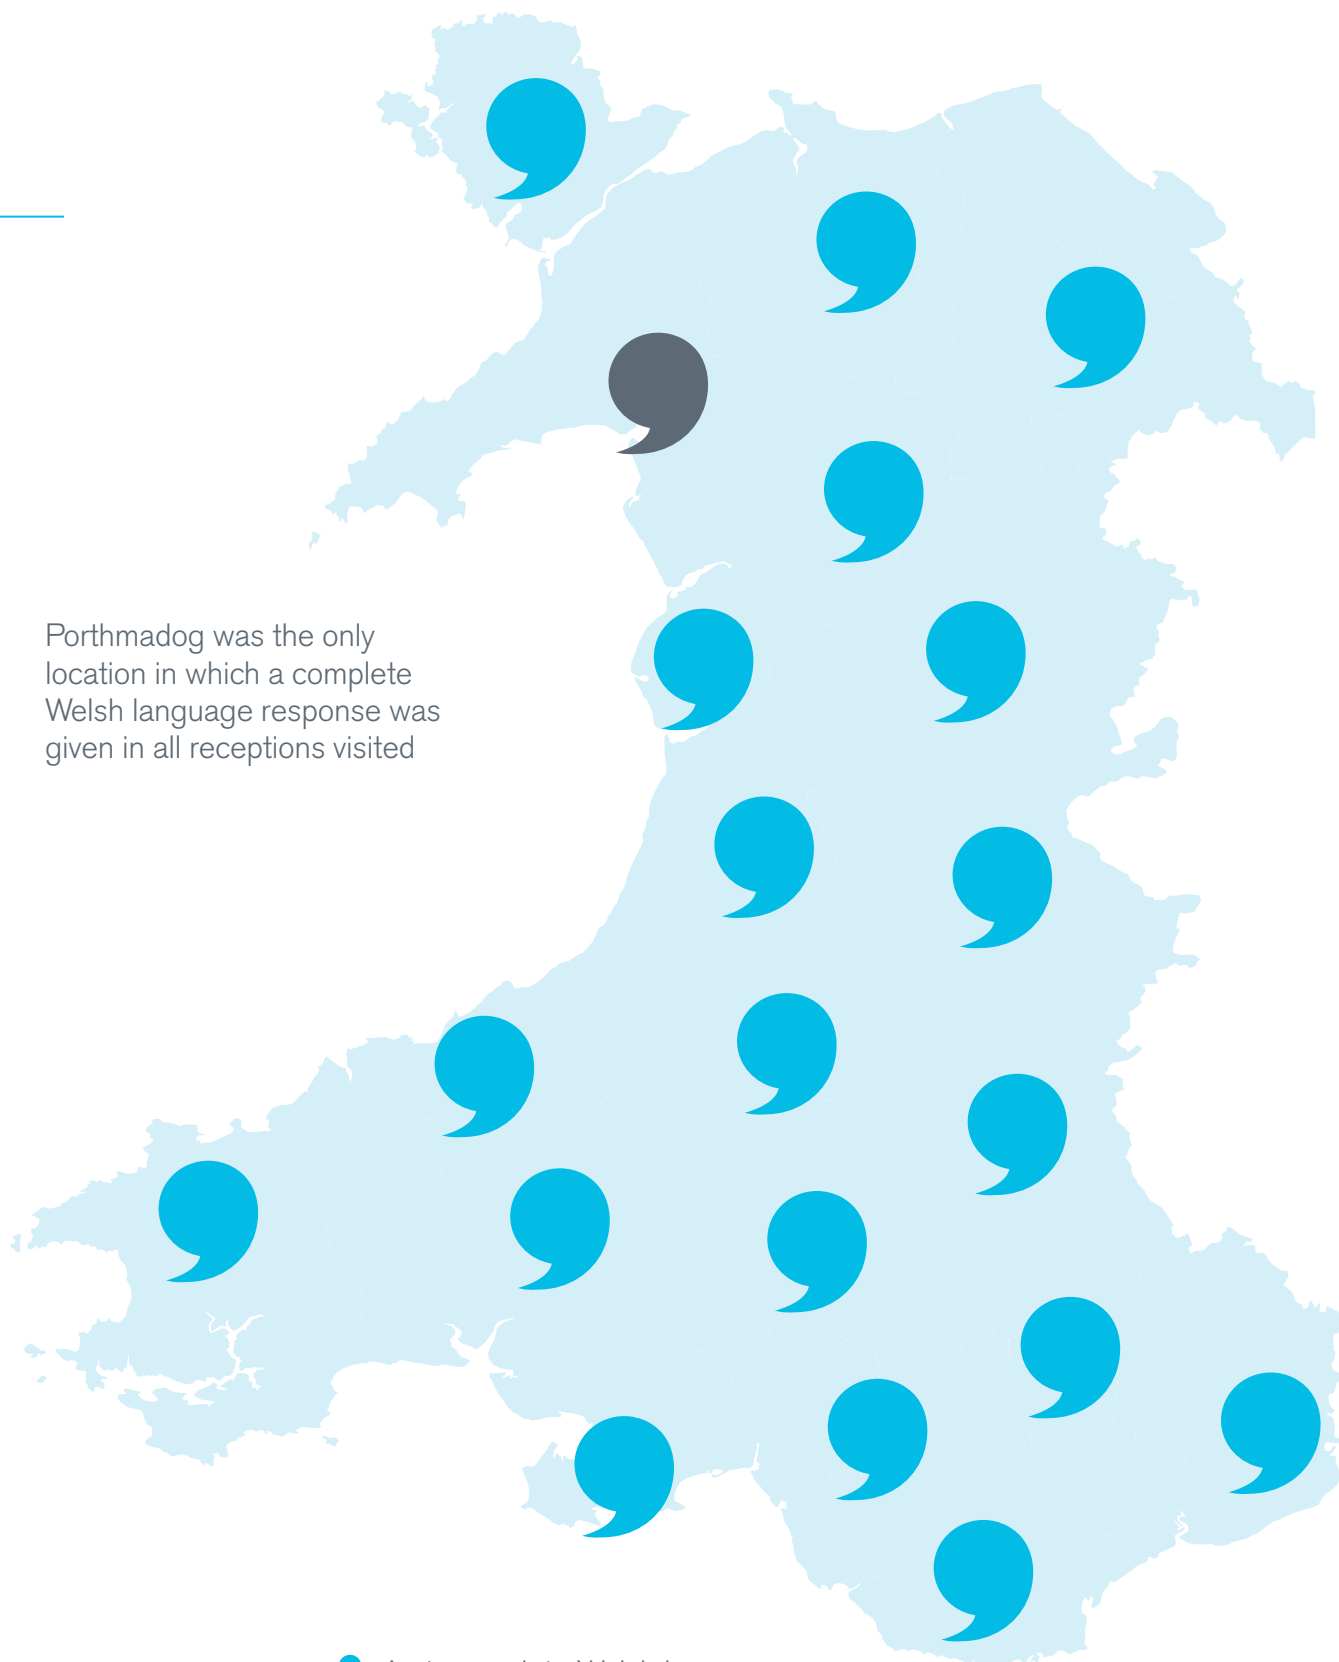 Porthmadog was the only
location in which a complete
Welsh language response was
given in all receptions visited